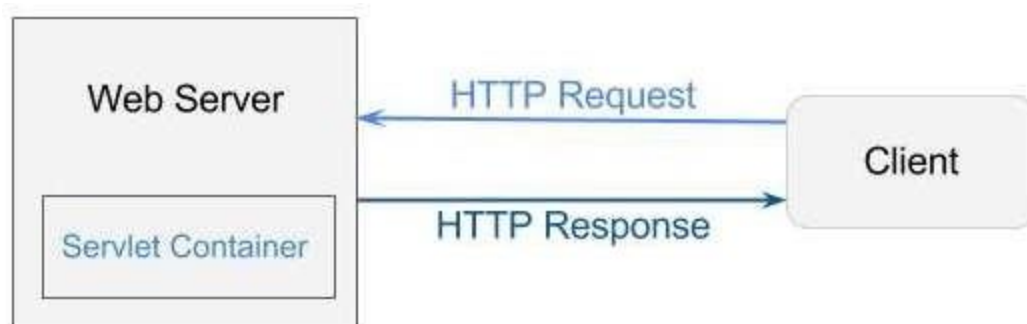 Web Server
HTTP Request
Client
HTTP Response
Servlet Container